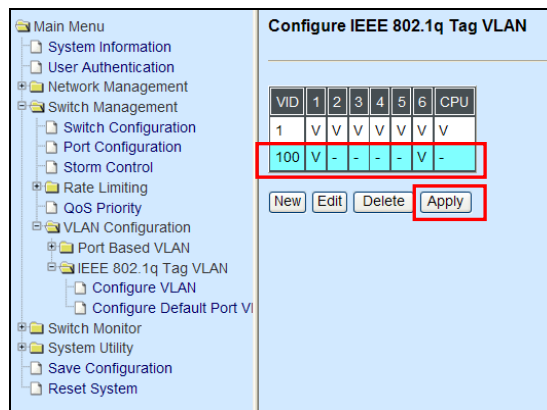 Main Menu
System Information
User Authentication
Network Management
Switch Management
Switch Configuration
Port Configuration
Storm Control
Rate Limiting
QoS Priority
VLAN Configuration
Port Based VLAN
IEEE 802.1q Tag VLAN
Configure VLAN
Configure Default Port VI
Switch Monitor
System Utility
Save Configuration
Reset System
Configure IEEE 802.1q Tag VLAN
VID 1 2 3 4 5 6 CPU
1 V V V V V V V
100 V - - - - V -
New Edit Delete Apply